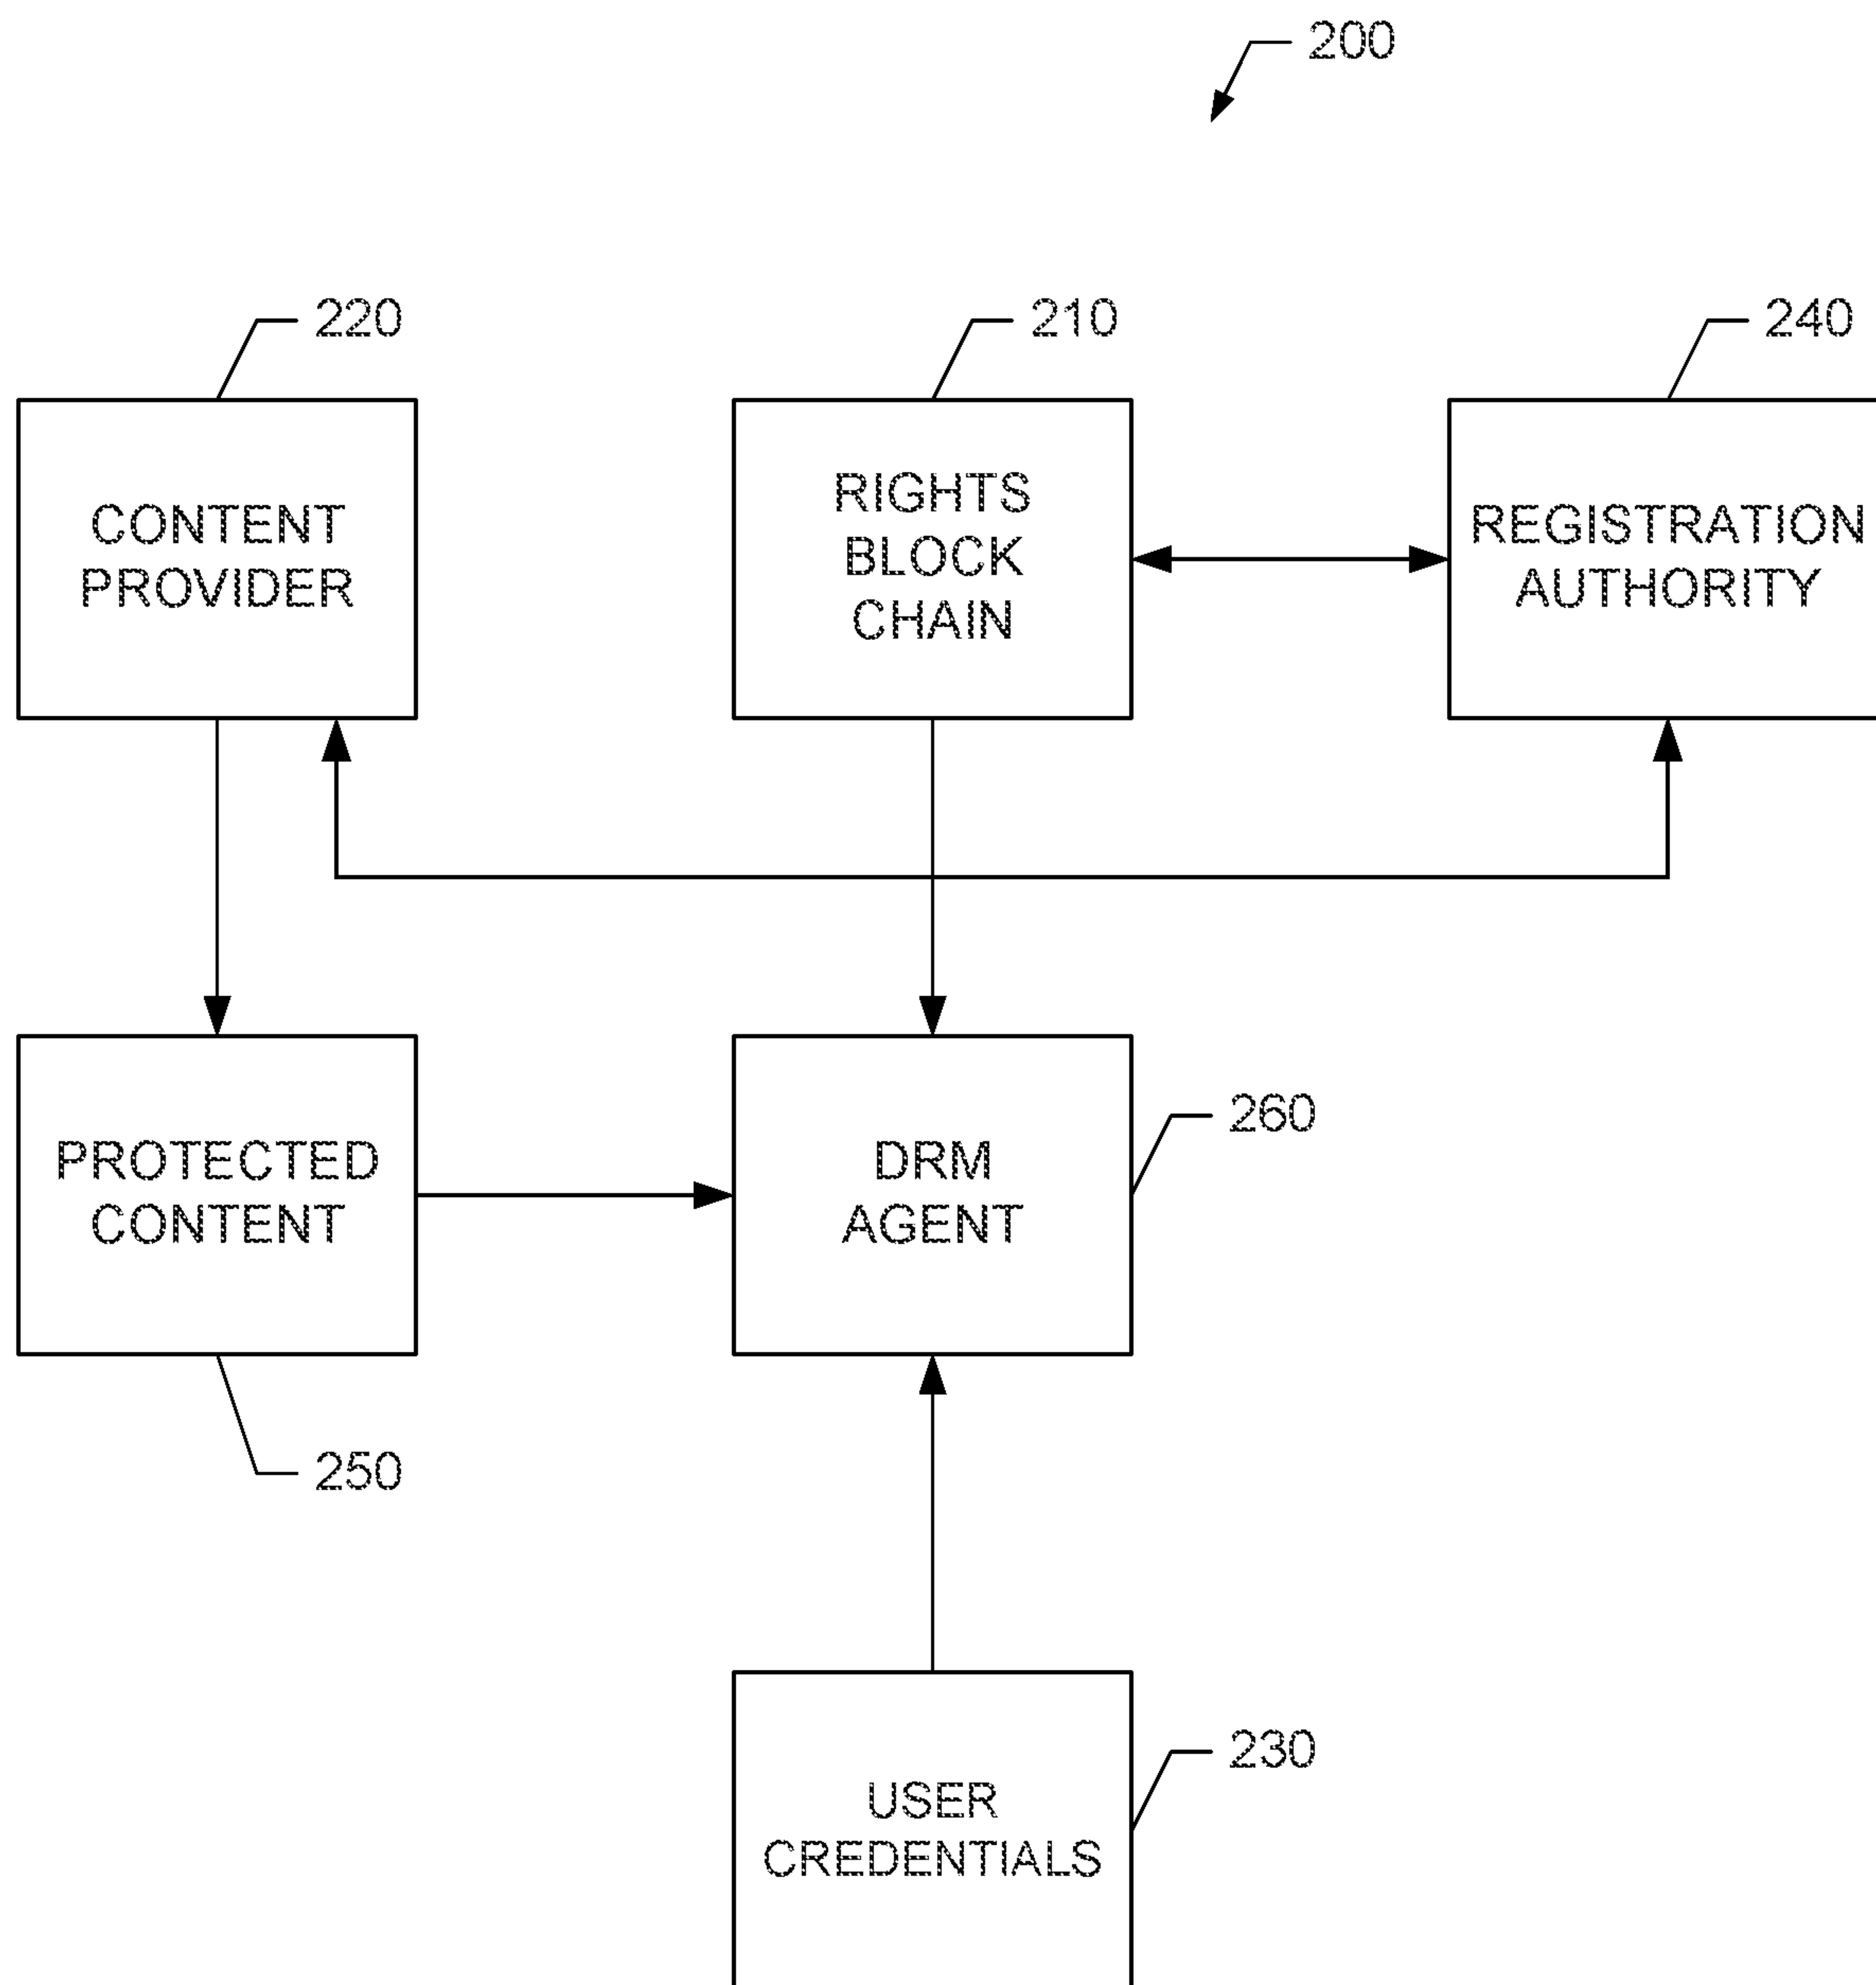 200
220
210
240
CONTENT
PROVIDER
RIGHTS
BLOCK
CHAIN
REGISTRATION
AUTHORITY
PROTECTED
CONTENT
DRM
AGENT
260
250
USER
CREDENTIALS
230